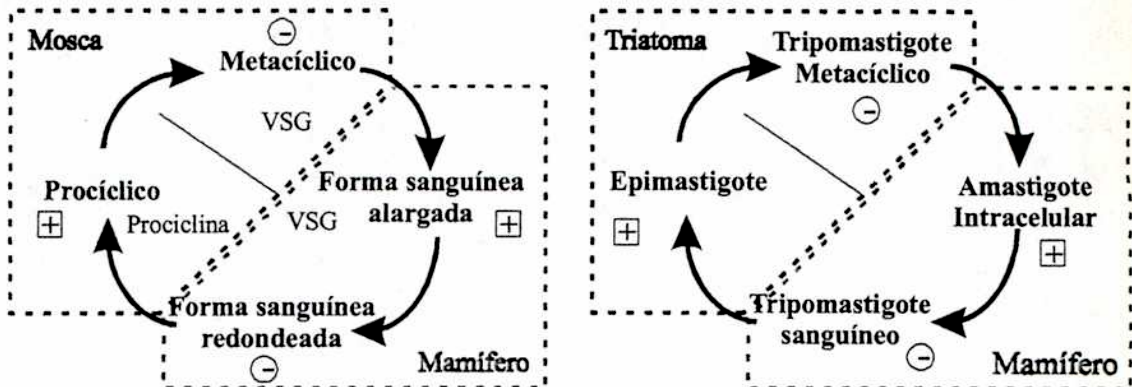 Mosca
Metacíclico
VSG
Procíclico
Prociclina
VSG
Forma sanguínea
alargada
Forma sanguínea
redondeada
Mamífero
Triatoma
Tripomastigote
Metacíclico
Epimastigote
Amastigote
Intracelular
Tripomastigote
sanguíneo
Mamífero